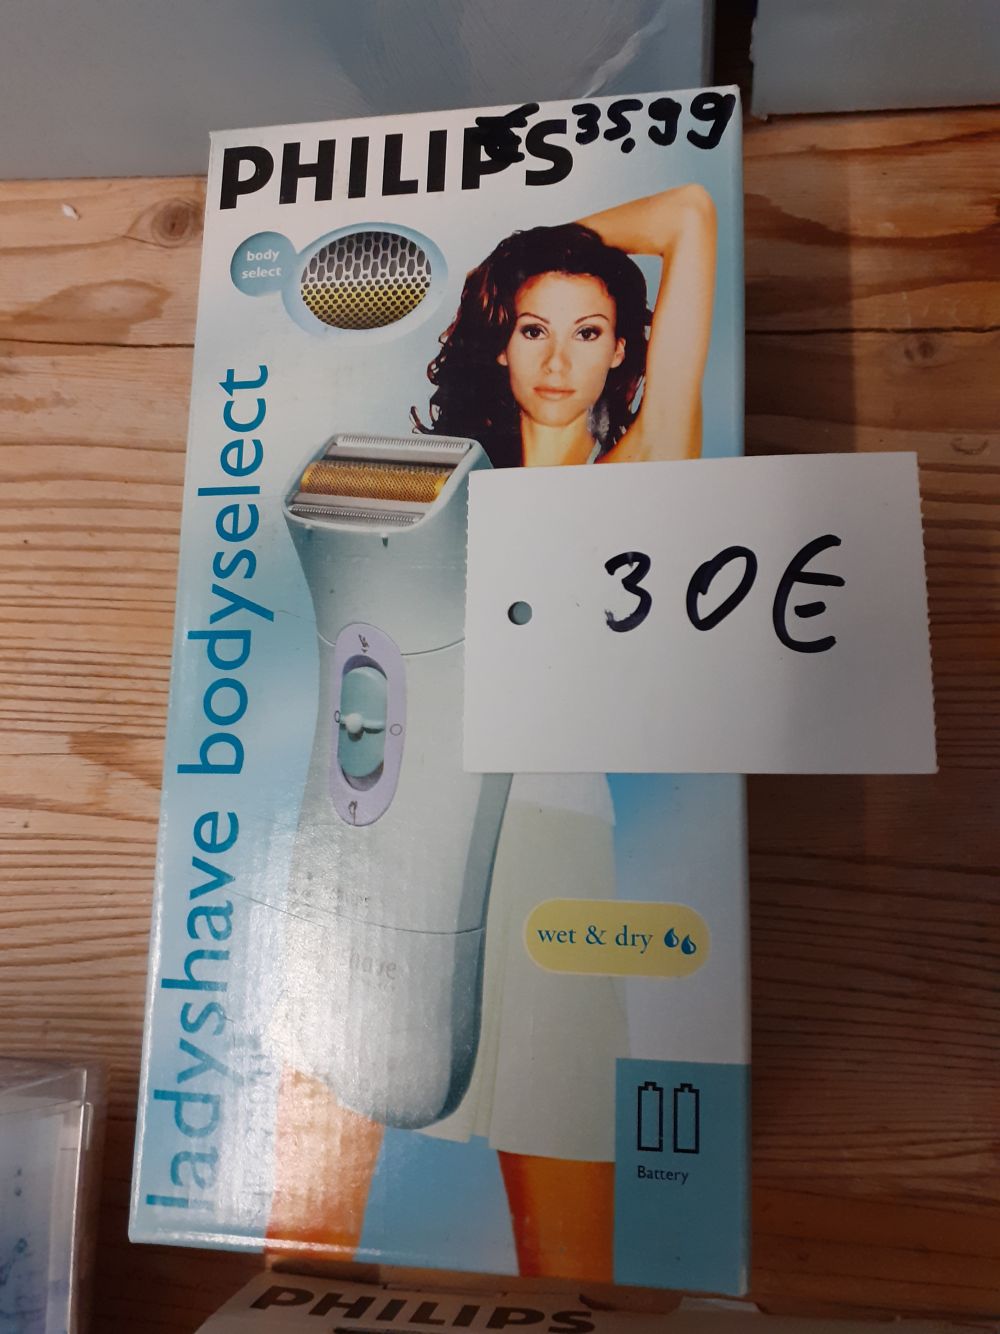 € 35,99
PHILIPS
body
select
ladyshave bodyselect
. 30€
wet & dry
Battery
PHILIPS